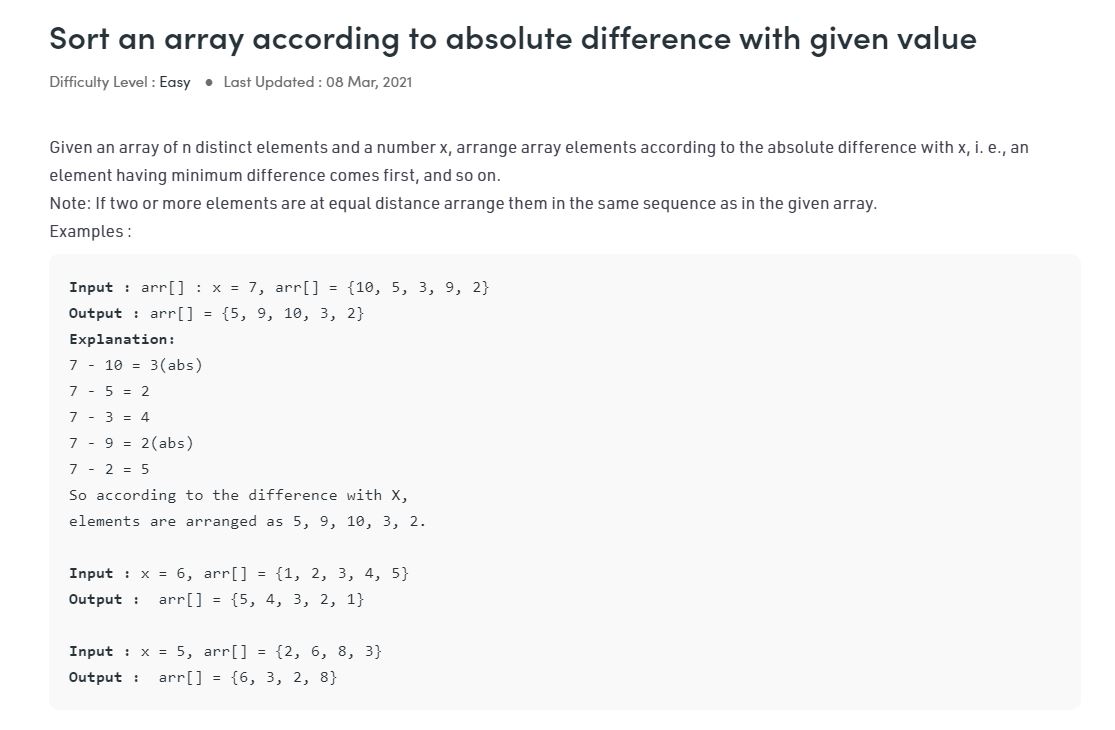 Sort an array according to absolute difference with given value
Difficulty Level : Easy ● Last Updated : 08 Mar, 2021
Given an array of n distinct elements and a number x, arrange array elements according to the absolute difference with x, i. e., an
element having minimum difference comes first, and so on.
Note: If two or more elements are at equal distance arrange them in the same sequence as in the given array.
Examples :
Input : arr[] : x = 7, arr[] = {10, 5, 3, 9, 2}
Output : arr[] = {5, 9, 10, 3, 2}
Explanation:
7 - 10 = 3(abs)
7 - 5 = 2
7 - 3 = 4
7 - 9 = 2(abs)
7 - 2 = 5
So according to the difference with X,
elements are arranged as 5, 9, 10, 3, 2.
Input : x = 6, arr[] = {1, 2, 3, 4, 5}
Output :  arr[] = {5, 4, 3, 2, 1}
Input : x = 5, arr[] = {2, 6, 8, 3}
Output :  arr[] = {6, 3, 2, 8}